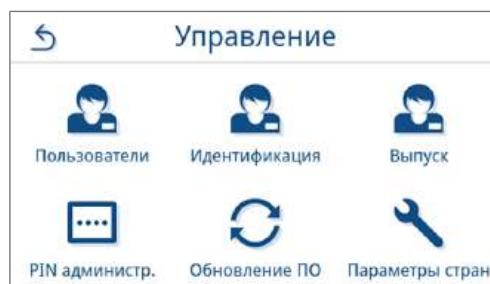 Управление
Пользователи Идентификация Выпуск
PIN администр. Обновление ПО Параметры стран